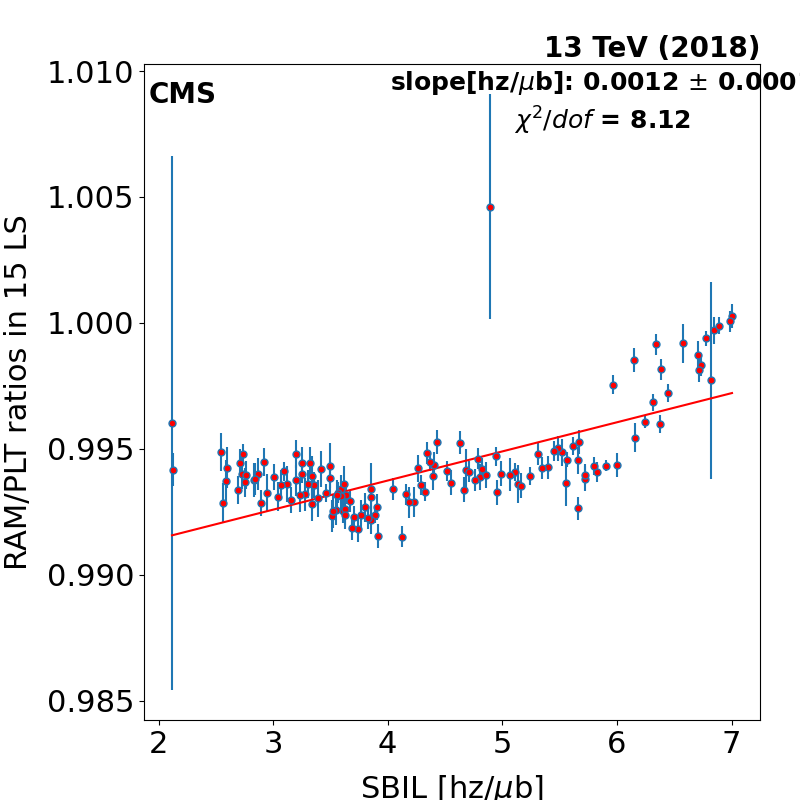 13 TeV (2018)
CMS
slope[hz/μb]: 0.0012 ± 0.000
χ²/dof = 8.12
RAM/PLT ratios in 15 LS
1.010
1.005
1.000
0.995
0.990
0.985
2 3 4 5 6 7
SBIL [hz/μb]